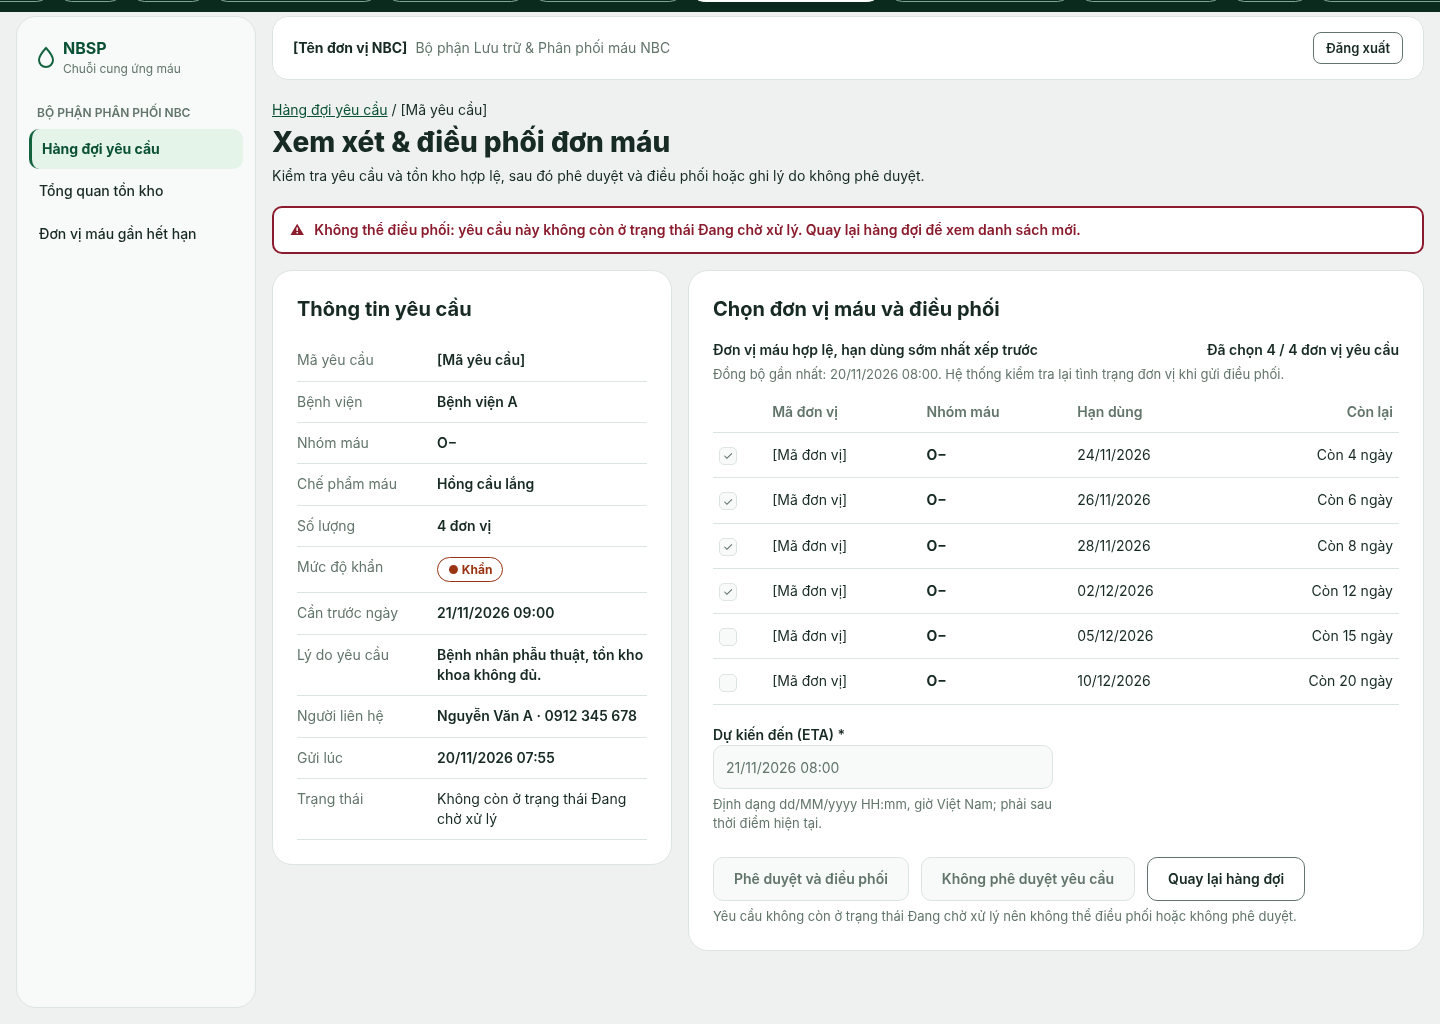 NBSP
Chuỗi cung ứng máu
BỘ PHẬN PHÂN PHỐI NBC
Hàng đợi yêu cầu
Tổng quan tồn kho
Đơn vị máu gần hết hạn
[Tên đơn vị NBC] Bộ phận Lưu trữ & Phân phối máu NBC
Đăng xuất
Hàng đợi yêu cầu / [Mã yêu cầu]
Xem xét & điều phối đơn máu
Kiểm tra yêu cầu và tồn kho hợp lệ, sau đó phê duyệt và điều phối hoặc ghi lý do không phê duyệt.
Không thể điều phối: yêu cầu này không còn ở trạng thái Đang chờ xử lý. Quay lại hàng đợi để xem danh sách mới.
Thông tin yêu cầu
Mã yêu cầu [Mã yêu cầu]
Bệnh viện Bệnh viện A
Nhóm máu O−
Chế phẩm máu Hồng cầu lắng
Số lượng 4 đơn vị
Mức độ khẩn Khẩn
Cần trước ngày 21/11/2026 09:00
Lý do yêu cầu Bệnh nhân phẫu thuật, tồn kho
khoa không đủ.
Người liên hệ Nguyễn Văn A · 0912 345 678
Gửi lúc 20/11/2026 07:55
Trạng thái Không còn ở trạng thái Đang
chờ xử lý
Chọn đơn vị máu và điều phối
Đơn vị máu hợp lệ, hạn dùng sớm nhất xếp trước Đã chọn 4 / 4 đơn vị yêu cầu
Đồng bộ gần nhất: 20/11/2026 08:00. Hệ thống kiểm tra lại tình trạng đơn vị khi gửi điều phối.
Mã đơn vị Nhóm máu Hạn dùng Còn lại
[Mã đơn vị] O− 24/11/2026 Còn 4 ngày
[Mã đơn vị] O− 26/11/2026 Còn 6 ngày
[Mã đơn vị] O− 28/11/2026 Còn 8 ngày
[Mã đơn vị] O− 02/12/2026 Còn 12 ngày
[Mã đơn vị] O− 05/12/2026 Còn 15 ngày
[Mã đơn vị] O− 10/12/2026 Còn 20 ngày
Dự kiến đến (ETA) *
21/11/2026 08:00
Định dạng dd/MM/yyyy HH:mm, giờ Việt Nam; phải sau
thời điểm hiện tại.
Phê duyệt và điều phối Không phê duyệt yêu cầu Quay lại hàng đợi
Yêu cầu không còn ở trạng thái Đang chờ xử lý nên không thể điều phối hoặc không phê duyệt.